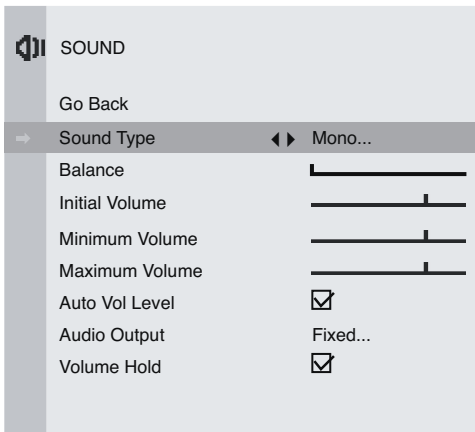 SOUND
Go Back
Sound Type Mono...
Balance
Initial Volume
Minimum Volume
Maximum Volume
Auto Vol Level
Audio Output Fixed...
Volume Hold